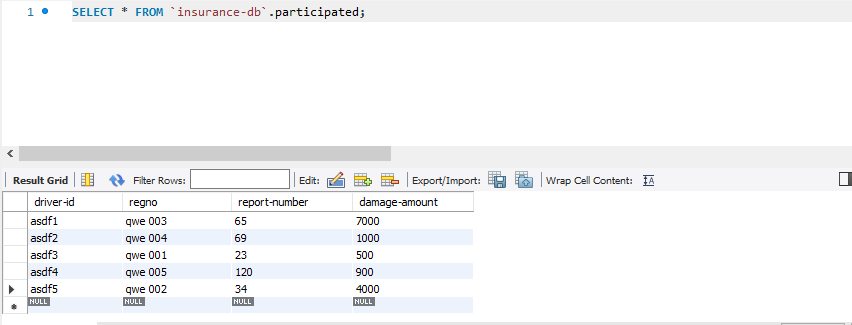 1 SELECT * FROM `insurance-db`.participated;
Result Grid Filter Rows: Edit: Export/Import: Wrap Cell Content:
driver-id regno report-number damage-amount
asdf1 qwe 003 65 7000
asdf2 qwe 004 69 1000
asdf3 qwe 001 23 500
asdf4 qwe 005 120 900
asdf5 qwe 002 34 4000
NULL NULL NULL NULL